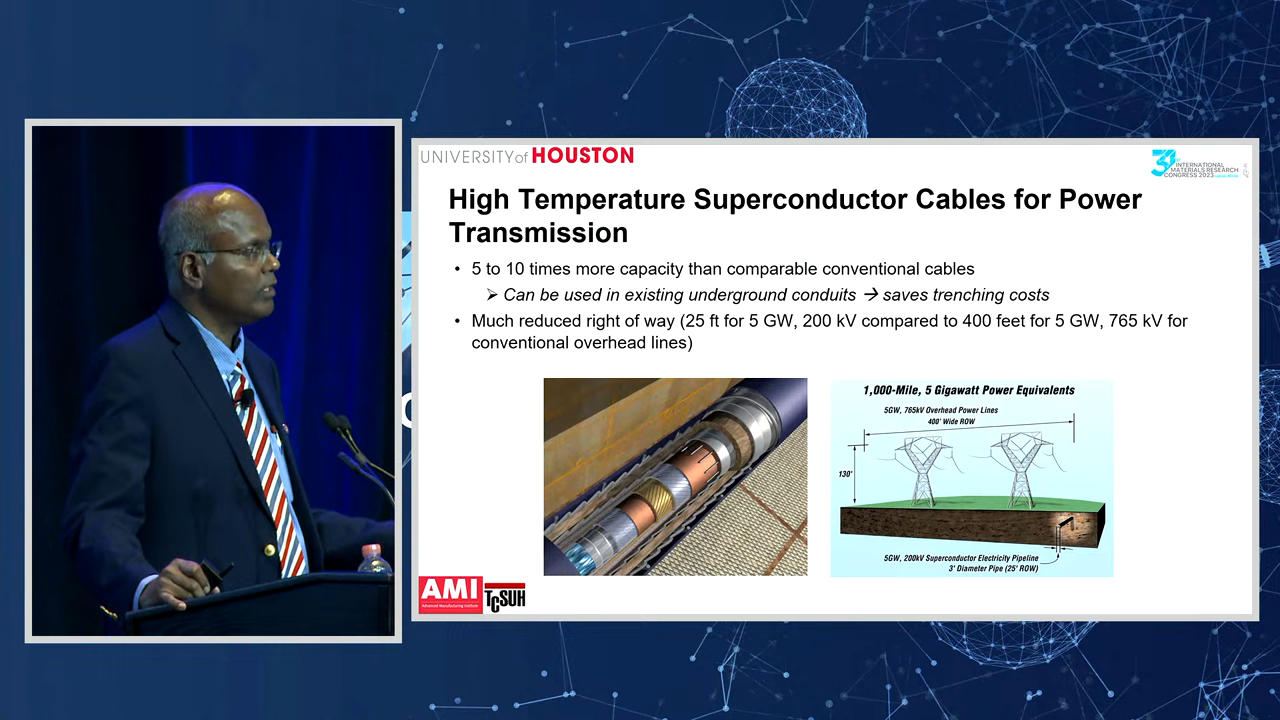 UNIVERSITY of HOUSTON
INTERNATIONAL
MATERIALS RESEARCH
CONGRESS 2023
High Temperature Superconductor Cables for Power
Transmission
• 5 to 10 times more capacity than comparable conventional cables
➢ Can be used in existing underground conduits → saves trenching costs
• Much reduced right of way (25 ft for 5 GW, 200 kV compared to 400 feet for 5 GW, 765 kV for
conventional overhead lines)
1,000-Mile, 5 Gigawatt Power Equivalents
5GW, 765kV Overhead Power Lines
400' Wide ROW
130'
5GW, 200kV Superconductor Electricity Pipeline
3' Diameter Pipe (25' ROW)
AMI
Advanced Manufacturing Institute
TCSUH